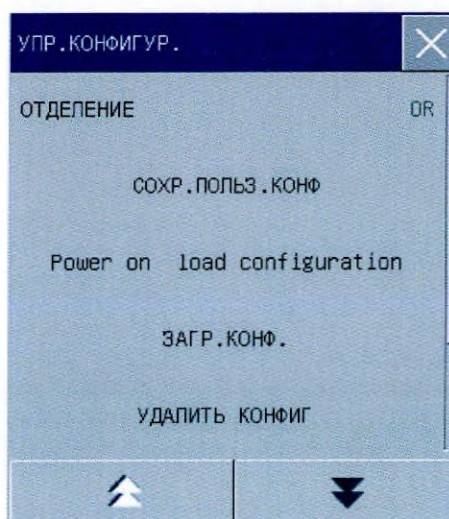 УПР.КОНФИГУР.
ОТДЕЛЕНИЕ OR
СОХР.ПОЛЬЗ.КОНФ
Power on load configuration
ЗАГР.КОНФ.
УДАЛИТЬ КОНФИГ